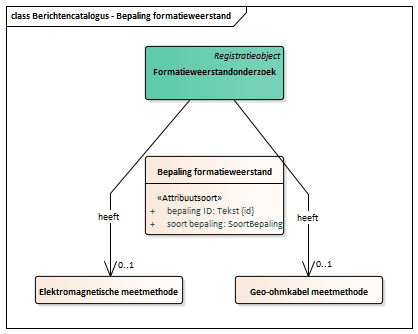 class Berichtencatalogus - Bepaling formatieweerstand
Registratieobject
Formatieweerstandonderzoek
Bepaling formatieweerstand
«Attribuutsoort»
+ bepaling ID: Tekst {id}
+ soort bepaling: SoortBepaling
heeft
heeft
0..1
0..1
Elektromagnetische meetmethode
Geo-ohmkabel meetmethode